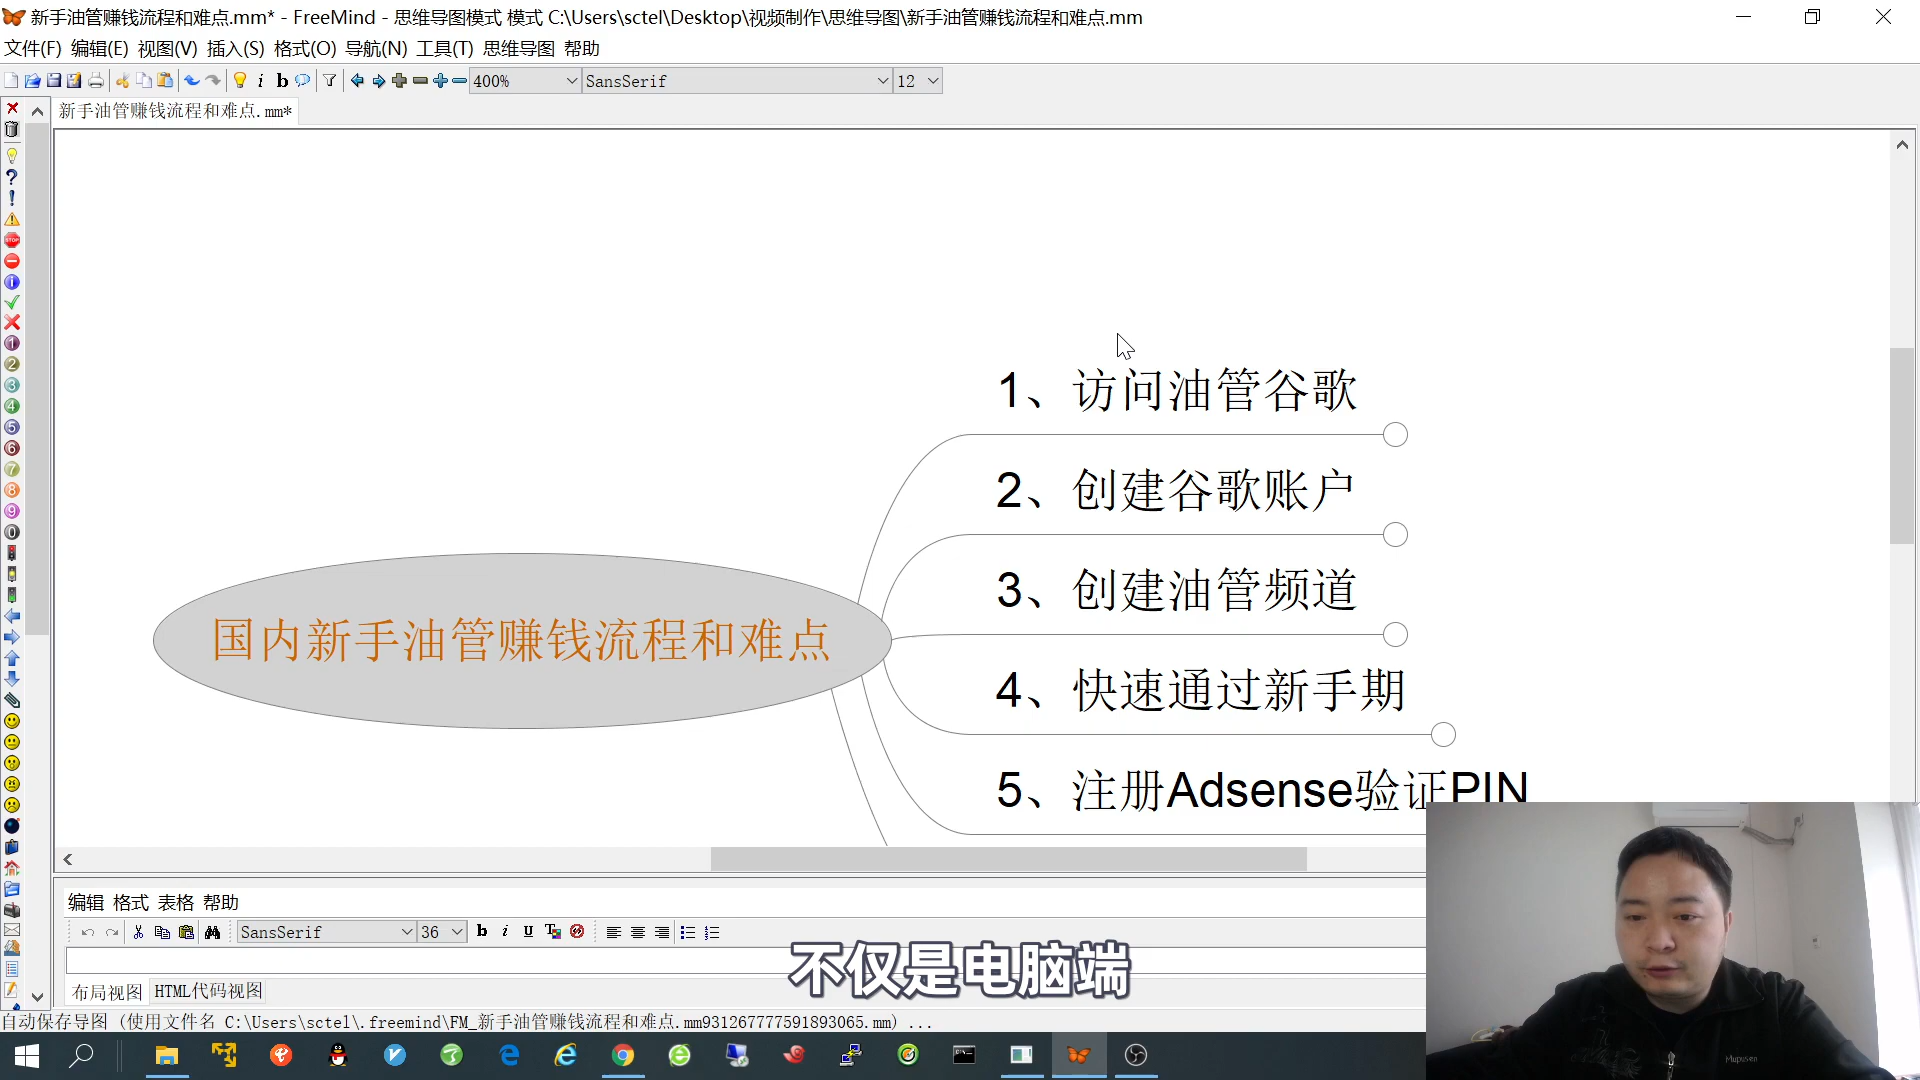 新手油管赚钱流程和难点.mm* - FreeMind - 思维导图模式 模式 C:\Users\sctel\Desktop\视频制作\思维导图\新手油管赚钱流程和难点.mm
文件(F) 编辑(E) 视图(V) 插入(S) 格式(O) 导航(N) 工具(T) 思维导图 帮助
400% SansSerif 12
新手油管赚钱流程和难点.mm*
1、访问油管谷歌
2、创建谷歌账户
3、创建油管频道
国内新手油管赚钱流程和难点
4、快速通过新手期
5、注册Adsense验证PIN
编辑 格式 表格 帮助
SansSerif 36
不仅是电脑端
布局视图 HTML代码视图
自动保存导图 (使用文件名 C:\Users\sctel\.freemind\FM_新手油管赚钱流程和难点.mm931267777591893065.mm) ...